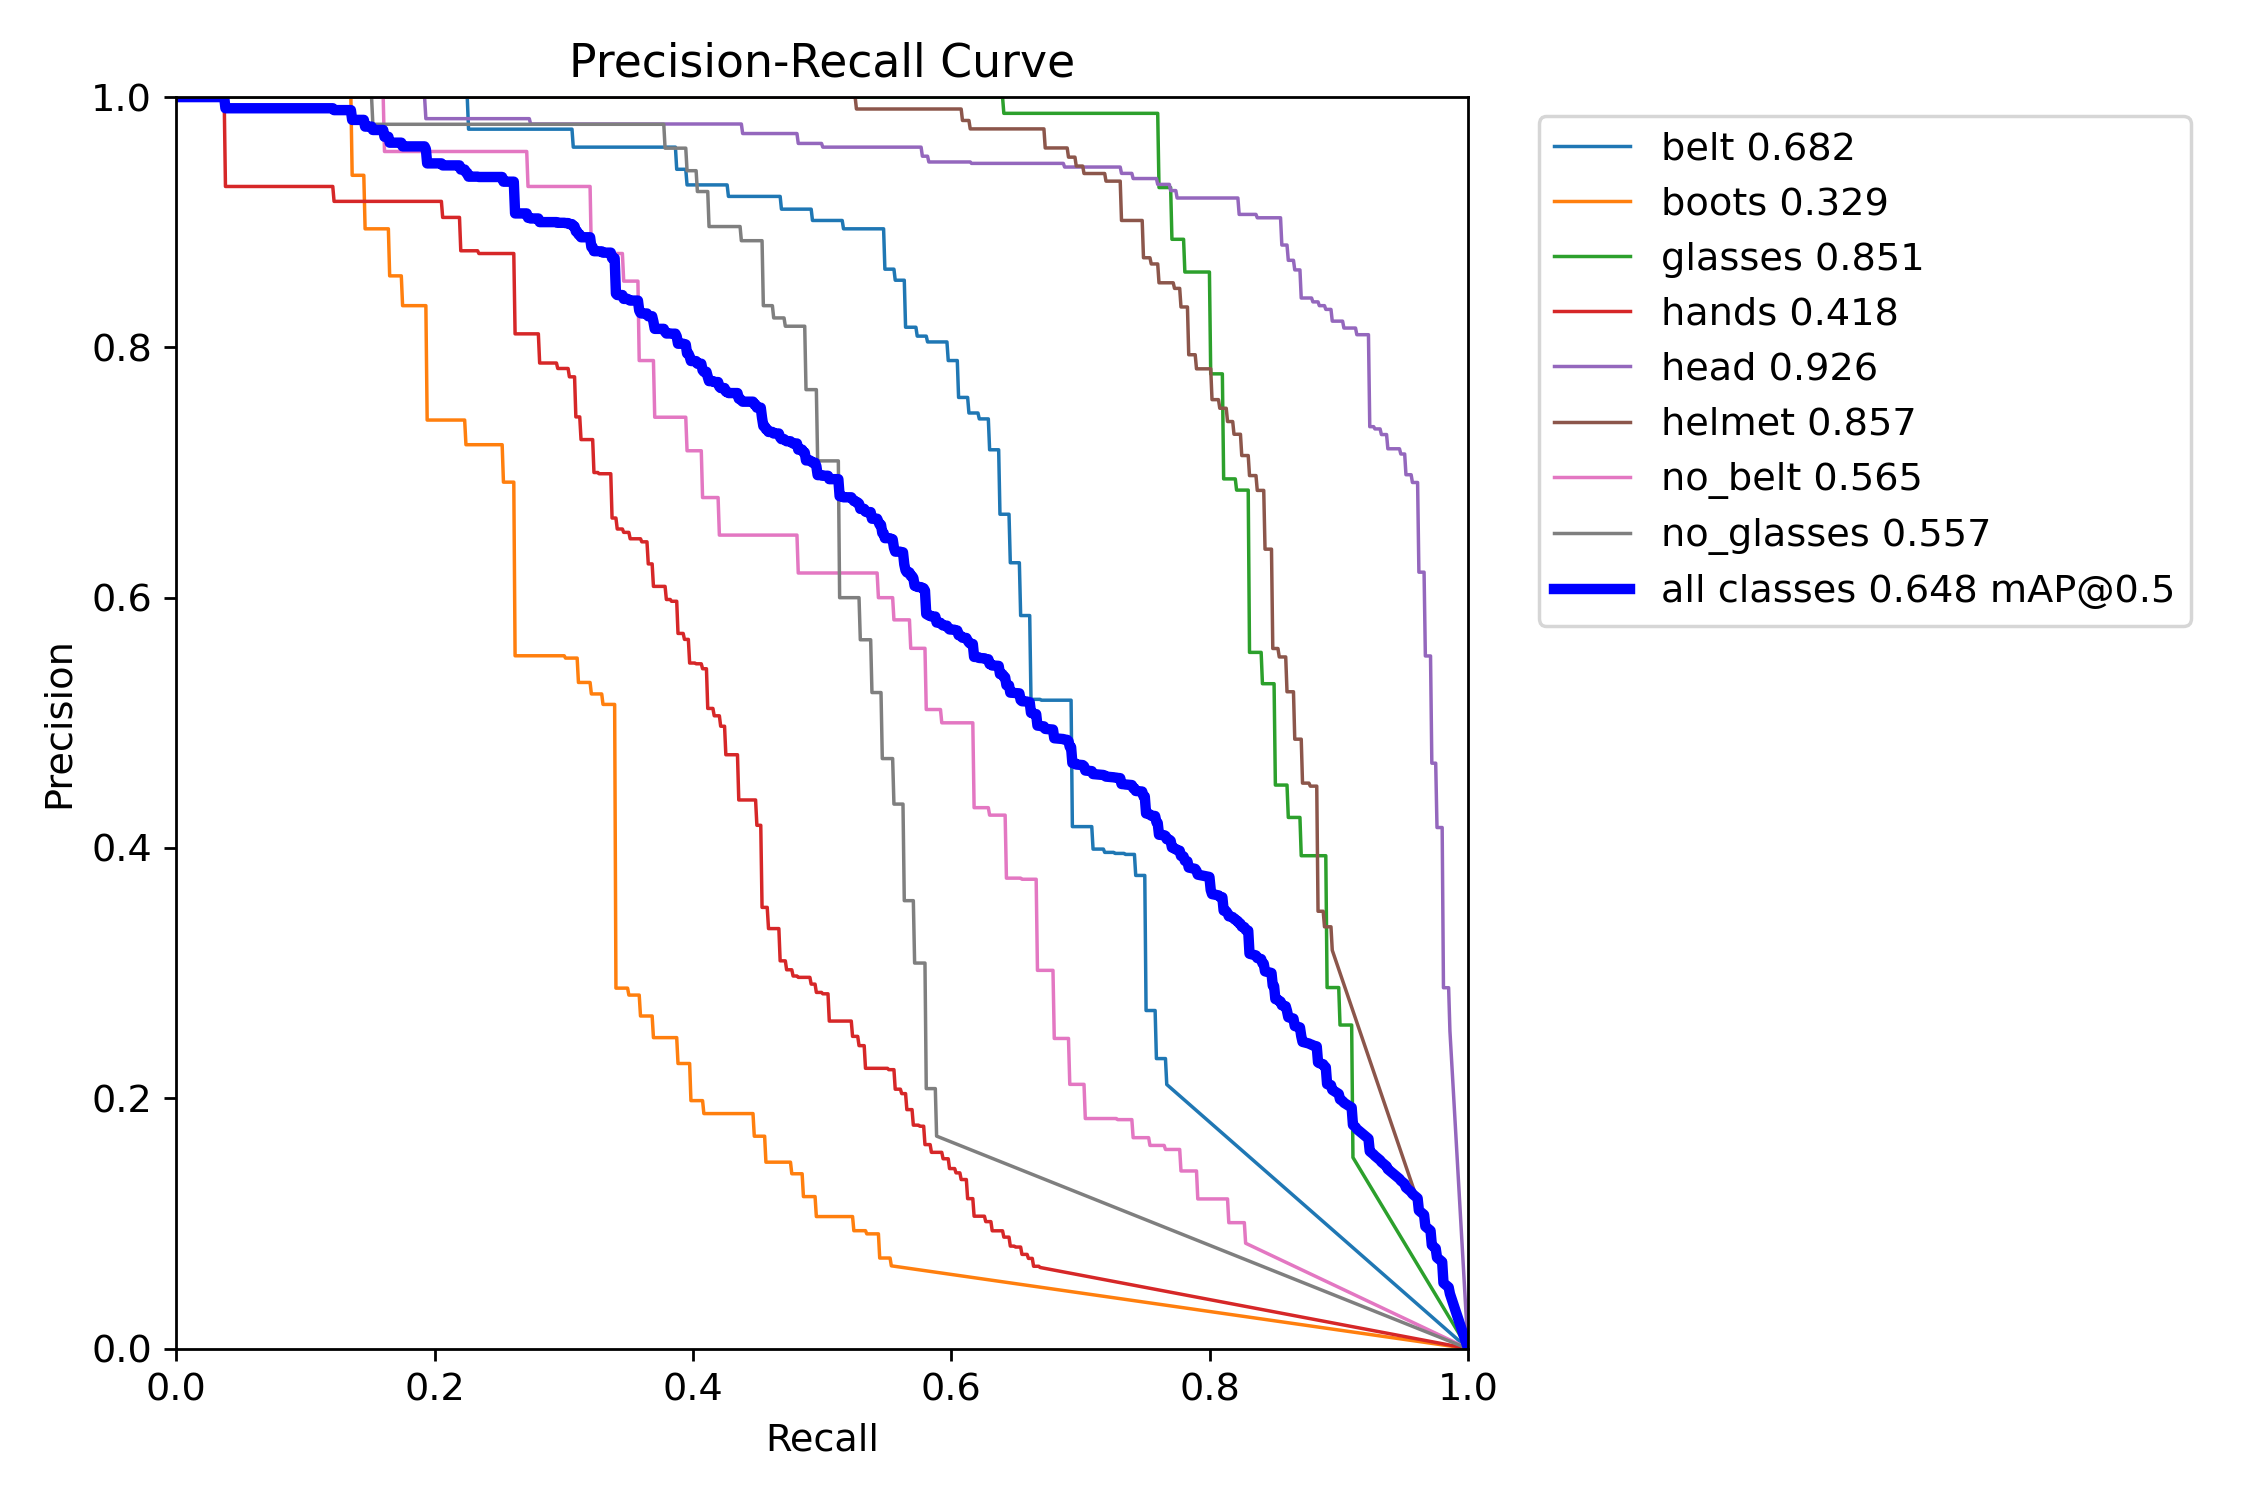 Precision-Recall Curve
1.0
0.8
0.6
0.4
0.2
0.0
Precision
0.0 0.2 0.4 0.6 0.8 1.0
Recall
belt 0.682
boots 0.329
glasses 0.851
hands 0.418
head 0.926
helmet 0.857
no_belt 0.565
no_glasses 0.557
all classes 0.648 mAP@0.5